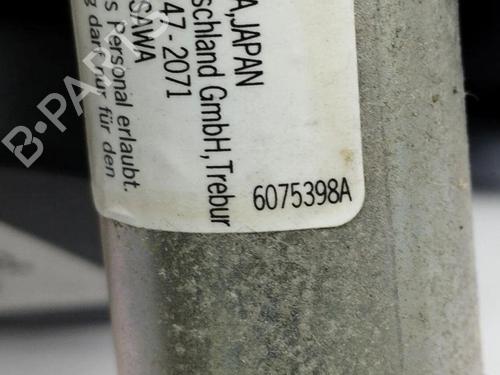 A, JAPAN
schland GmbH, Trebur
47 - 2071
SAWA
s Personal erlaubt.
darf nur für den
6075398A
B-PARTS